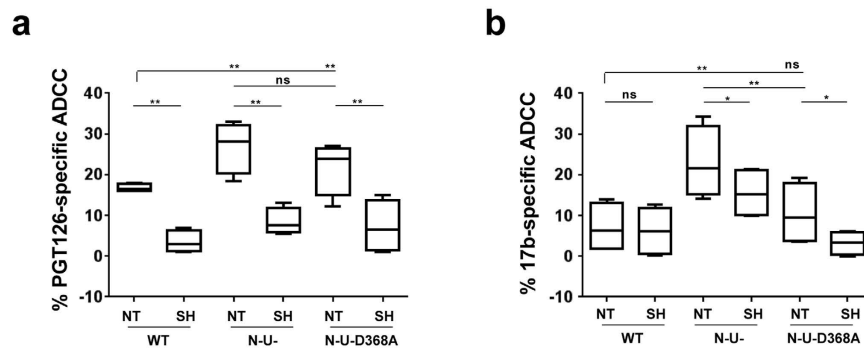 a
% PGT126-specific ADCC
** **
ns
** ** **
40
30
20
10
0
-10
NT SH NT SH NT SH
WT N-U- N-U-D368A
b
% 17b-specific ADCC
** ns
**
ns * *
40
30
20
10
0
-10
NT SH NT SH NT SH
WT N-U- N-U-D368A